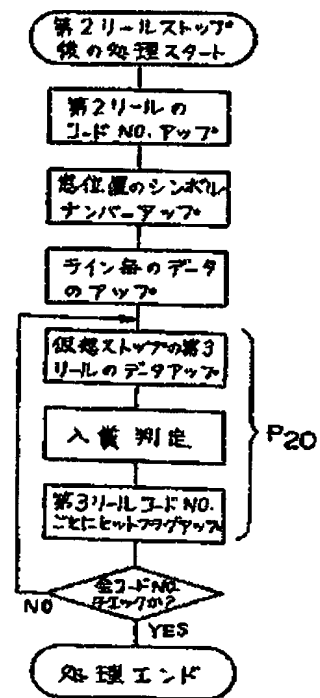 第2リールストップ
後の処理スタート
第2リールの
コードNO.アップ
窓位置のシンボル
ナンバーアップ
ライン毎のデータ
のアップ
仮想ストップの第3
リールのデータアップ
入賞判定
第3リールコードNO.
ごとにヒットフラグアップ
P20
全コードNO.
チエックか?
NO
YES
処理エンド